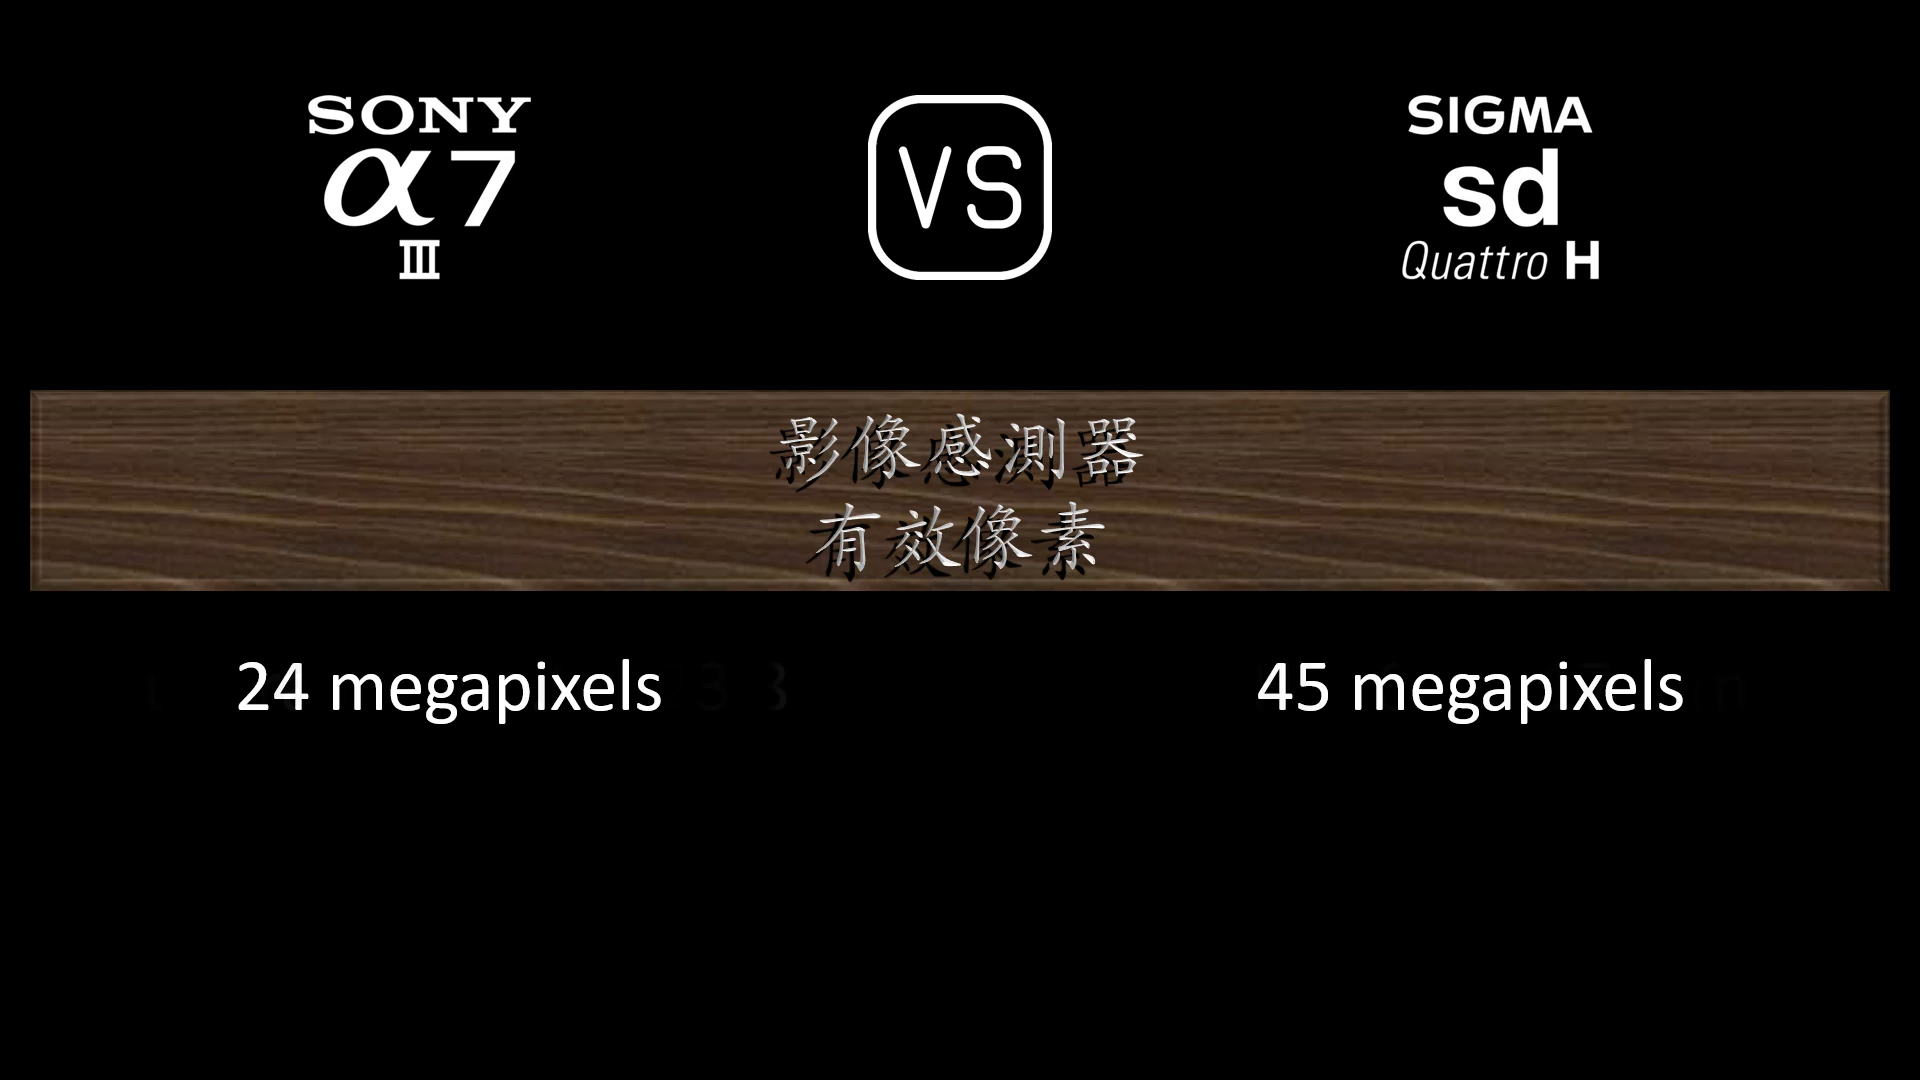 SONY
α7
III
VS
SIGMA
sd
Quattro H
影像感測器
有效像素
24 megapixels
45 megapixels